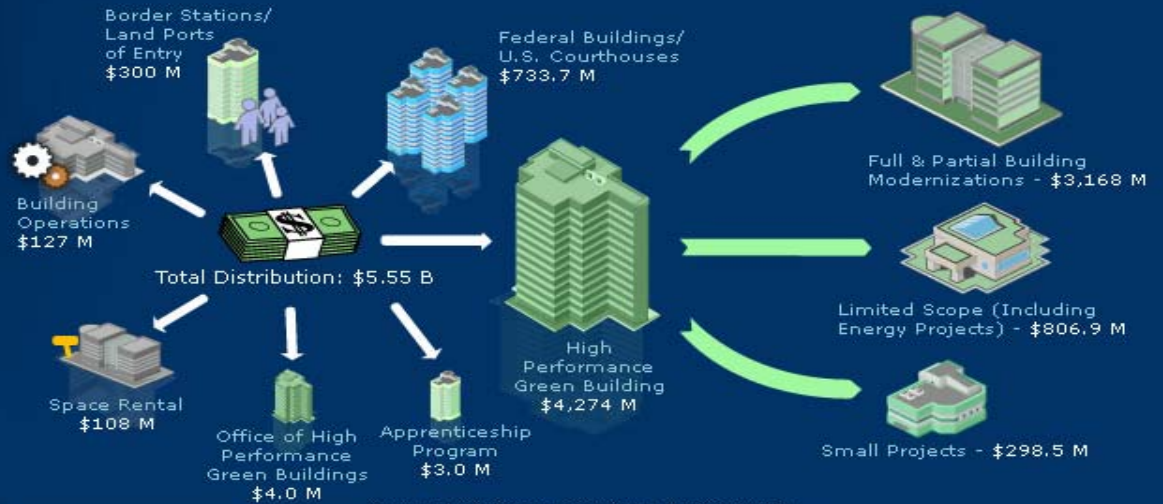 Border Stations/
Land Ports
of Entry
$300 M
Federal Buildings/
U.S. Courthouses
$733.7 M
Building
Operations
$127 M
Total Distribution: $5.55 B
Space Rental
$108 M
Office of High
Performance
Green Buildings
$4.0 M
Apprenticeship
Program
$3.0 M
High
Performance
Green Building
$4,274 M
Full & Partial Building
Modernizations - $3,168 M
Limited Scope (Including
Energy Projects) - $806.9 M
Small Projects - $298.5 M